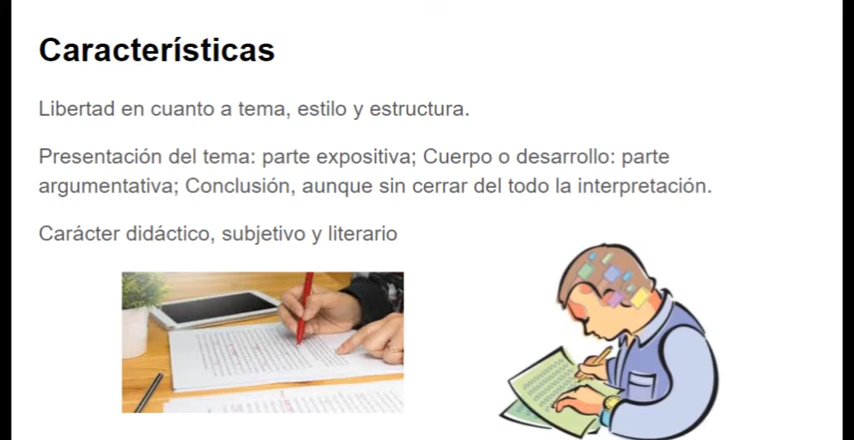 Características
Libertad en cuanto a tema, estilo y estructura.
Presentación del tema: parte expositiva; Cuerpo o desarrollo: parte
argumentativa; Conclusión, aunque sin cerrar del todo la interpretación.
Carácter didáctico, subjetivo y literario